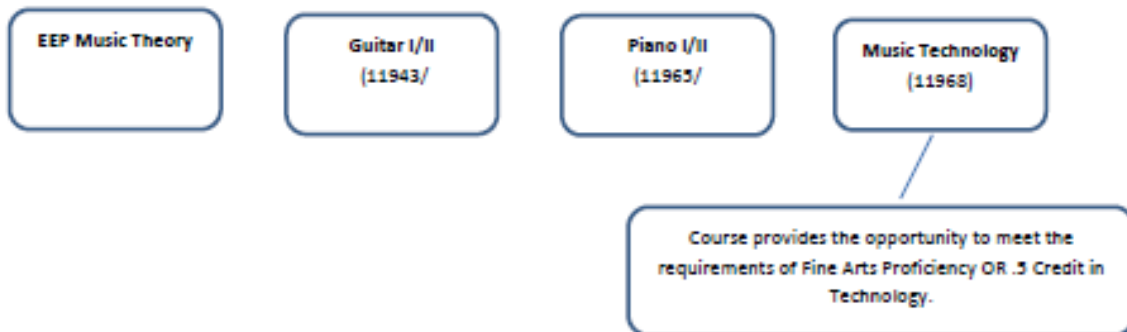 EEP Music Theory
Guitar I/II
(11943/
Piano I/II
(11965/
Music Technology
(11968)
Course provides the opportunity to meet the
requirements of Fine Arts Proficiency OR .5 Credit in
Technology.